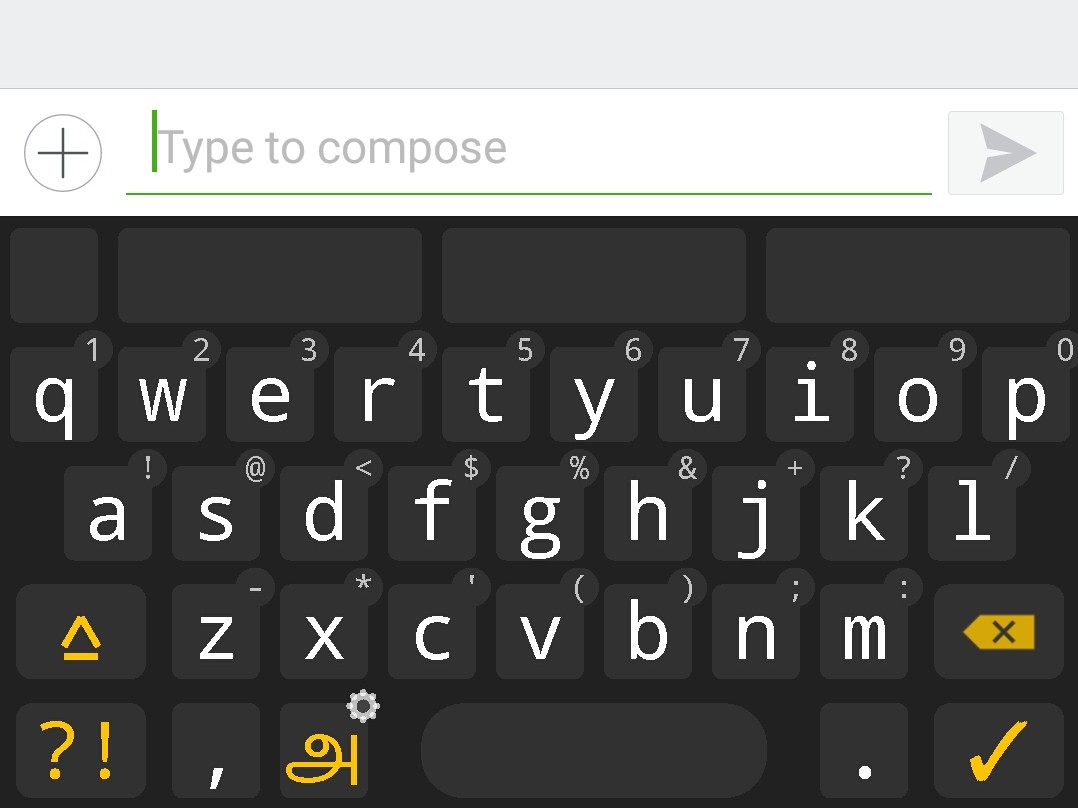 Type to compose
1 2 3 4 5 6 7 8 9 0
q w e r t y u i o p
! @ < $ % & + ? /
a s d f g h j k l
- * ' ( ) ; :
z x c v b n m
?! , அ .